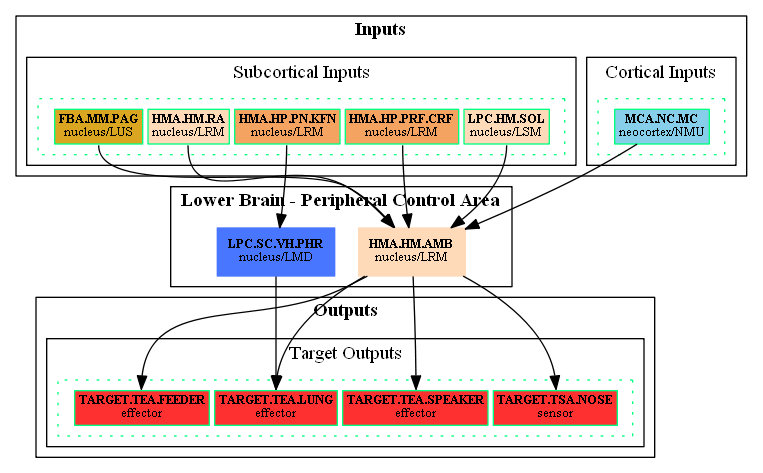 Inputs
Subcortical Inputs
Cortical Inputs
FBA.MM.PAG
nucleus/LUS
HMA.HM.RA
nucleus/LRM
HMA.HP.PN.KFN
nucleus/LRM
HMA.HP.PRF.CRF
nucleus/LRM
LPC.HM.SOL
nucleus/LSM
MCA.NC.MC
neocortex/NMU
Lower Brain - Peripheral Control Area
LPC.SC.VH.PHR
nucleus/LMD
HMA.HM.AMB
nucleus/LRM
Outputs
Target Outputs
TARGET.TEA.FEEDER
effector
TARGET.TEA.LUNG
effector
TARGET.TEA.SPEAKER
effector
TARGET.TSA.NOSE
sensor